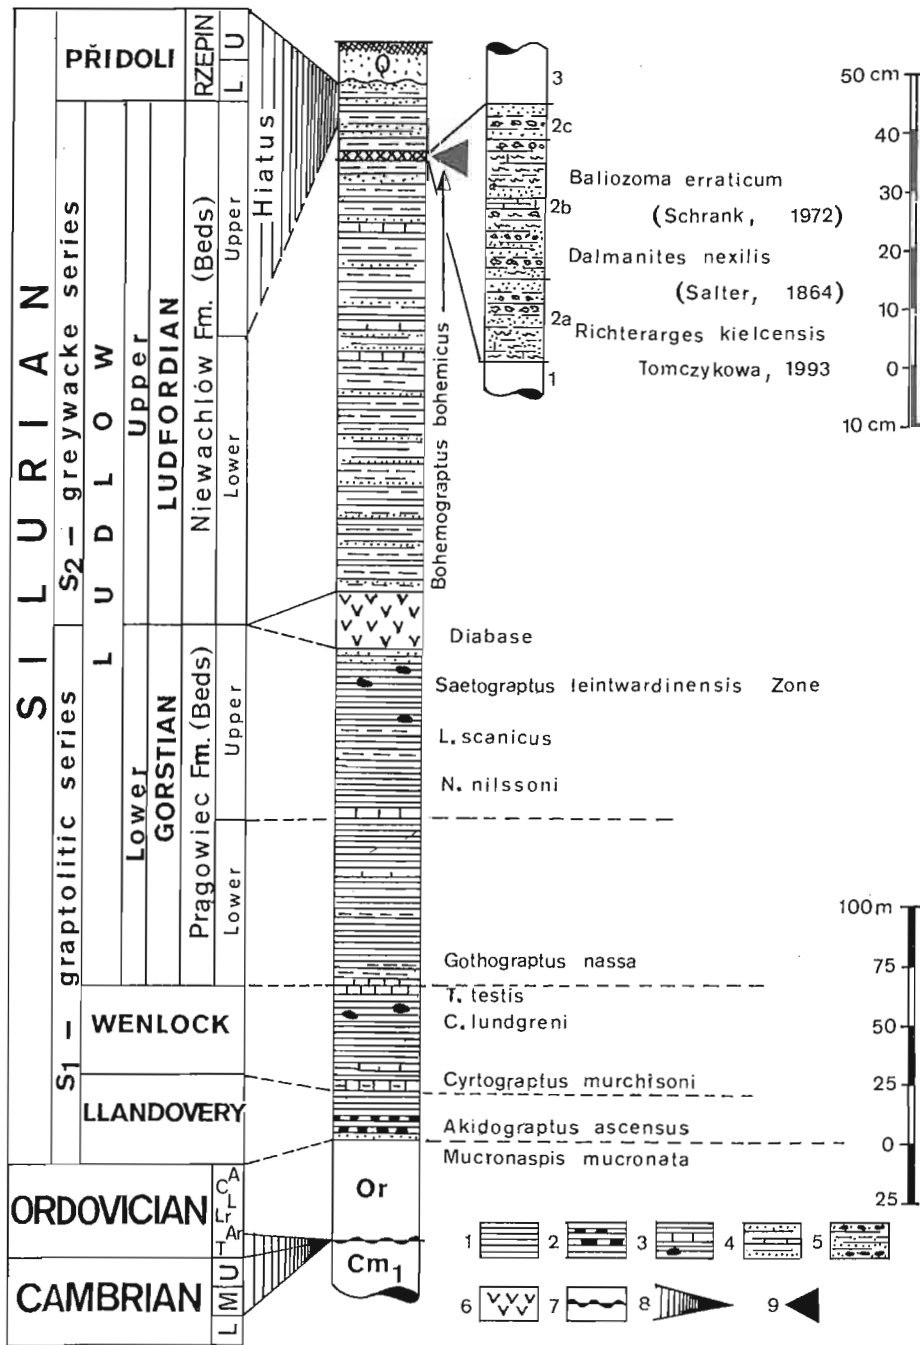 SILURIAN
S1 – graptolitic series
S2 – greywacke series
LUDLOW
PŘIDOLI
RZEPIN
L U
Upper
LUDFORDIAN
Niewachlów Fm. (Beds)
Upper
Lower
Lower
GORSTIAN
Prągowiec Fm. (Beds)
Upper
Lower
WENLOCK
LLANDOVERY
ORDOVICIAN
A
C
L
Lr
Ar
T
CAMBRIAN
L M U
Hiatus
Q
Or
Cm1
Bohemograptus bohemicus
3
2c
2b
2a
1
Baliozoma erraticum
(Schrank, 1972)
Dalmanites nexilis
(Salter, 1864)
Richterarges kielcensis
Tomczykowa, 1993
50 cm
40
30
20
10
0
10 cm
Diabase
Saetograptus leintwardinensis Zone
L. scanicus
N. nilssoni
Gothograptus nassa
T. testis
C. lundgreni
Cyrtograptus murchisoni
Akidograptus ascensus
Mucronaspis mucronata
100 m
75
50
25
0
25
1 2 3 4 5
6 7 8 9